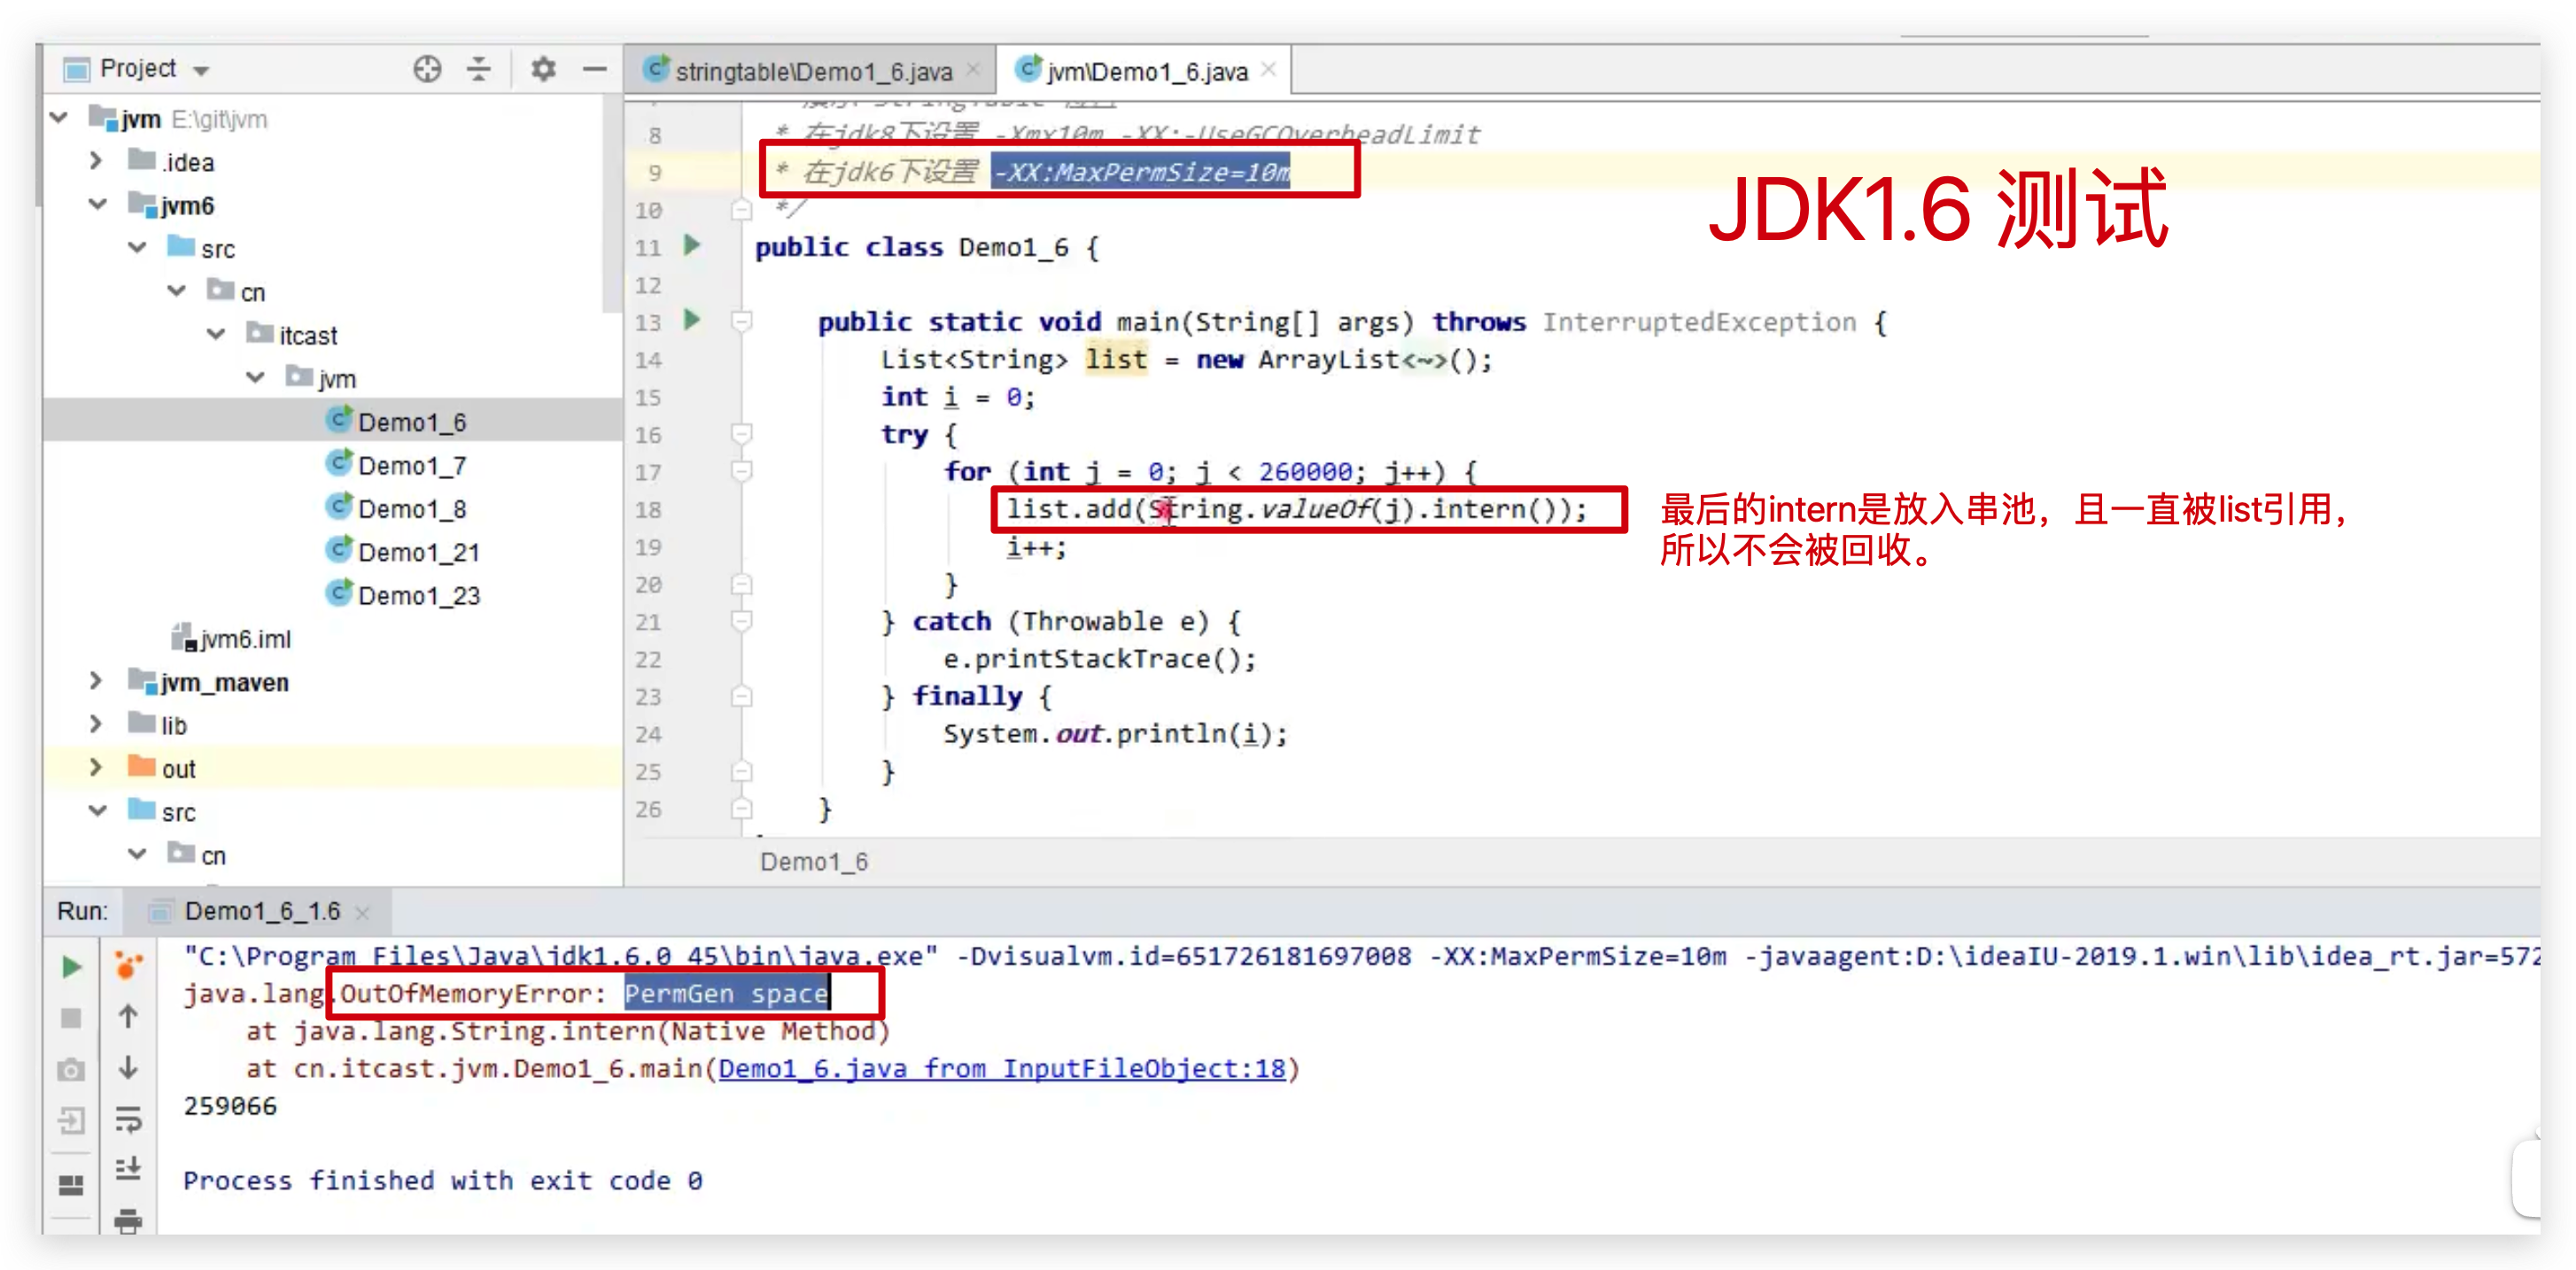 Project
jvm E:\git\jvm
.idea
jvm6
src
cn
itcast
jvm
Demo1_6
Demo1_7
Demo1_8
Demo1_21
Demo1_23
jvm6.iml
jvm_maven
lib
out
src
cn
stringtable\Demo1_6.java
jvm\Demo1_6.java
8 * 在jdk8下设置 -Xmx10m -XX:-UseGCOverheadLimit
9 * 在jdk6下设置 -XX:MaxPermSize=10m
10 */
11 public class Demo1_6 {
12
13 public static void main(String[] args) throws InterruptedException {
14 List<String> list = new ArrayList<~>();
15 int i = 0;
16 try {
17 for (int j = 0; j < 260000; j++) {
18 list.add(String.valueOf(j).intern());
19 i++;
20 }
21 } catch (Throwable e) {
22 e.printStackTrace();
23 } finally {
24 System.out.println(i);
25 }
26 }
JDK1.6 测试
最后的intern是放入串池，且一直被list引用，
所以不会被回收。
Demo1_6
Run: Demo1_6_1.6
"C:\Program Files\Java\jdk1.6.0_45\bin\java.exe" -Dvisualvm.id=651726181697008 -XX:MaxPermSize=10m -javaagent:D:\ideaIU-2019.1.win\lib\idea_rt.jar=572
java.lang.OutOfMemoryError: PermGen space
at java.lang.String.intern(Native Method)
at cn.itcast.jvm.Demo1_6.main(Demo1_6.java from InputFileObject:18)
259066
Process finished with exit code 0